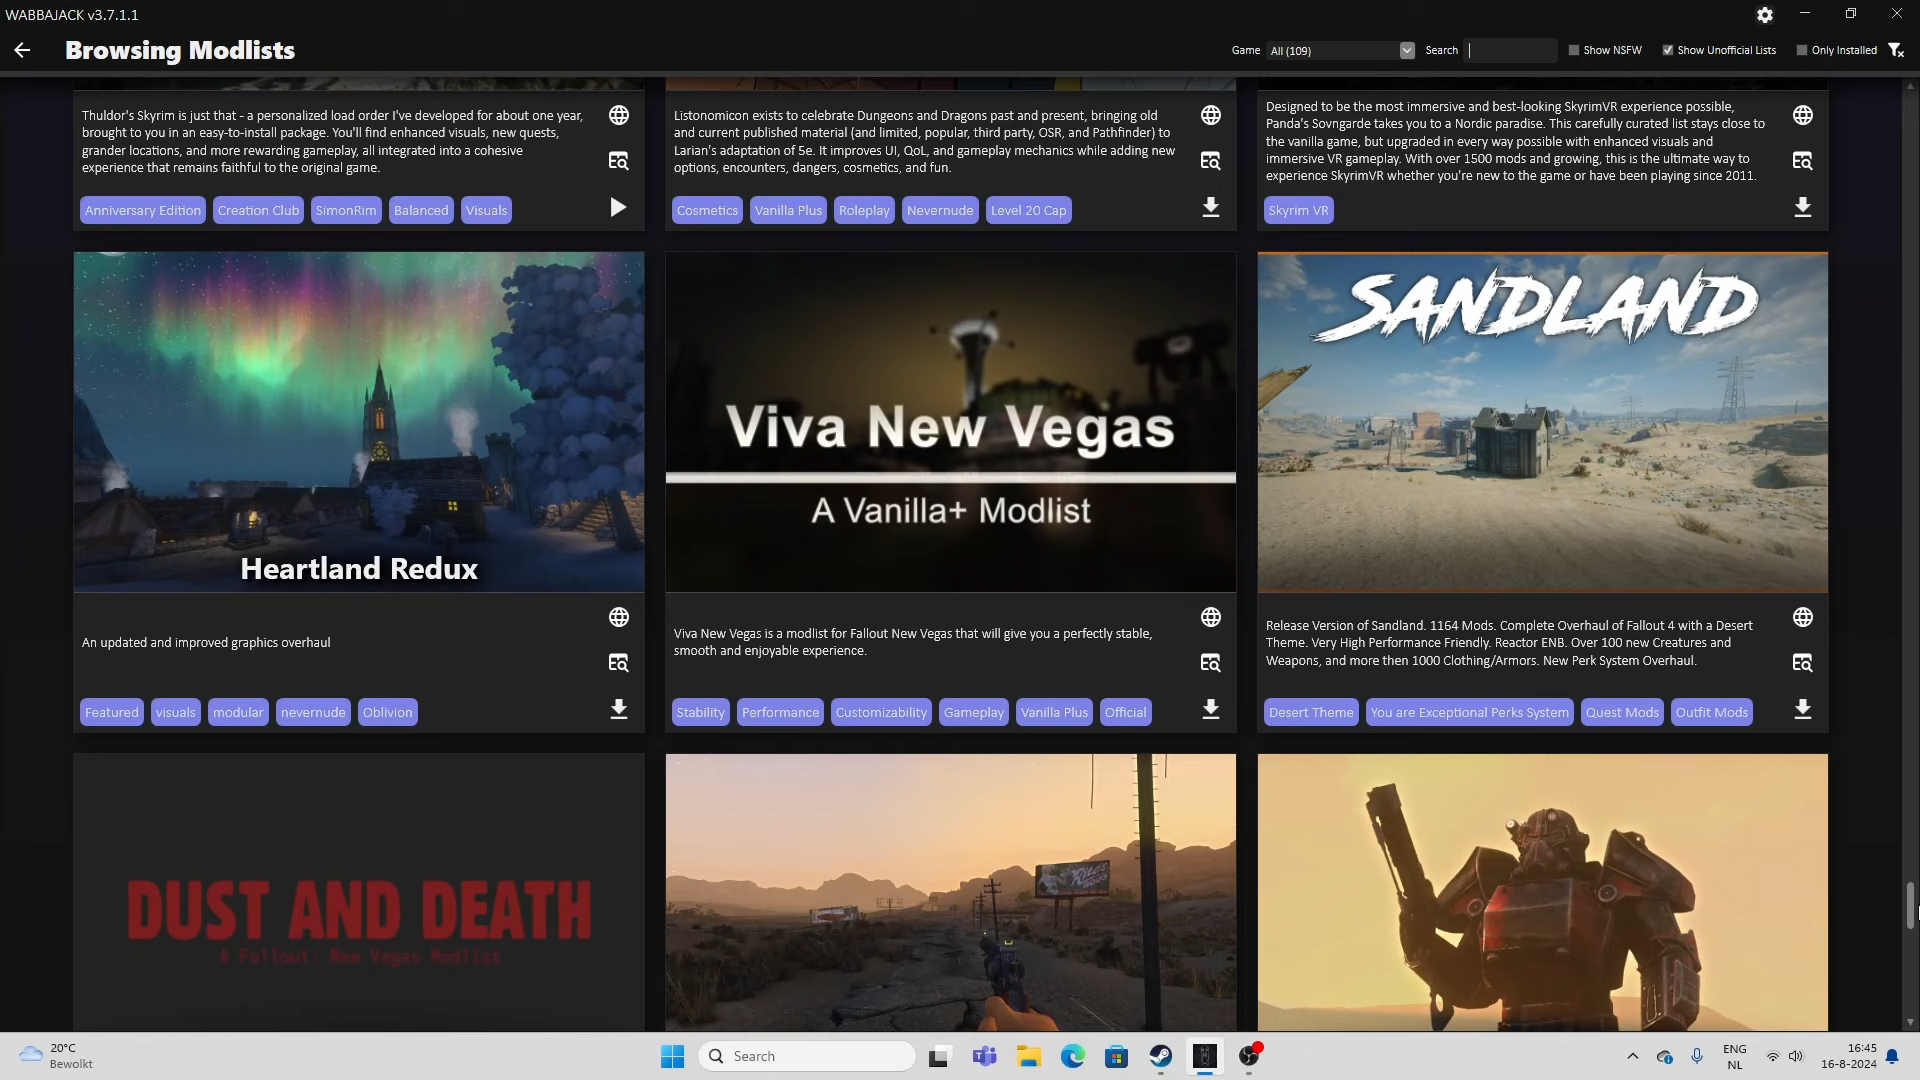 WABBAJACK v3.7.1.1
Browsing Modlists
Game All (109) Search Show NSFW Show Unofficial Lists Only Installed
Thuldor's Skyrim is just that - a personalized load order I've developed for about one year,
brought to you in an easy-to-install package. You'll find enhanced visuals, new quests,
grander locations, and more rewarding gameplay, all integrated into a cohesive
experience that remains faithful to the original game.
Anniversary Edition Creation Club SimonRim Balanced Visuals
Listonomicon exists to celebrate Dungeons and Dragons past and present, bringing old
and current published material (and limited, popular, third party, OSR, and Pathfinder) to
Larian's adaptation of 5e. It improves UI, QoL, and gameplay mechanics while adding new
options, encounters, dangers, cosmetics, and fun.
Cosmetics Vanilla Plus Roleplay Nevernude Level 20 Cap
Designed to be the most immersive and best-looking SkyrimVR experience possible,
Panda's Sovngarde takes you to a Nordic paradise. This carefully curated list stays close to
the vanilla game, but upgraded in every way possible with enhanced visuals and
immersive VR gameplay. With over 1500 mods and growing, this is the ultimate way to
experience SkyrimVR whether you're new to the game or have been playing since 2011.
Skyrim VR
Heartland Redux
An updated and improved graphics overhaul
Featured visuals modular nevernude Oblivion
Viva New Vegas
A Vanilla+ Modlist
Viva New Vegas is a modlist for Fallout New Vegas that will give you a perfectly stable,
smooth and enjoyable experience.
Stability Performance Customizability Gameplay Vanilla Plus Official
SANDLAND
Release Version of Sandland. 1164 Mods. Complete Overhaul of Fallout 4 with a Desert
Theme. Very High Performance Friendly. Reactor ENB. Over 100 new Creatures and
Weapons, and more then 1000 Clothing/Armors. New Perk System Overhaul.
Desert Theme You are Exceptional Perks System Quest Mods Outfit Mods
DUST AND DEATH
A Fallout: New Vegas Modlist
20°C
Bewolkt
Search
ENG
NL
16:45
16-8-2024